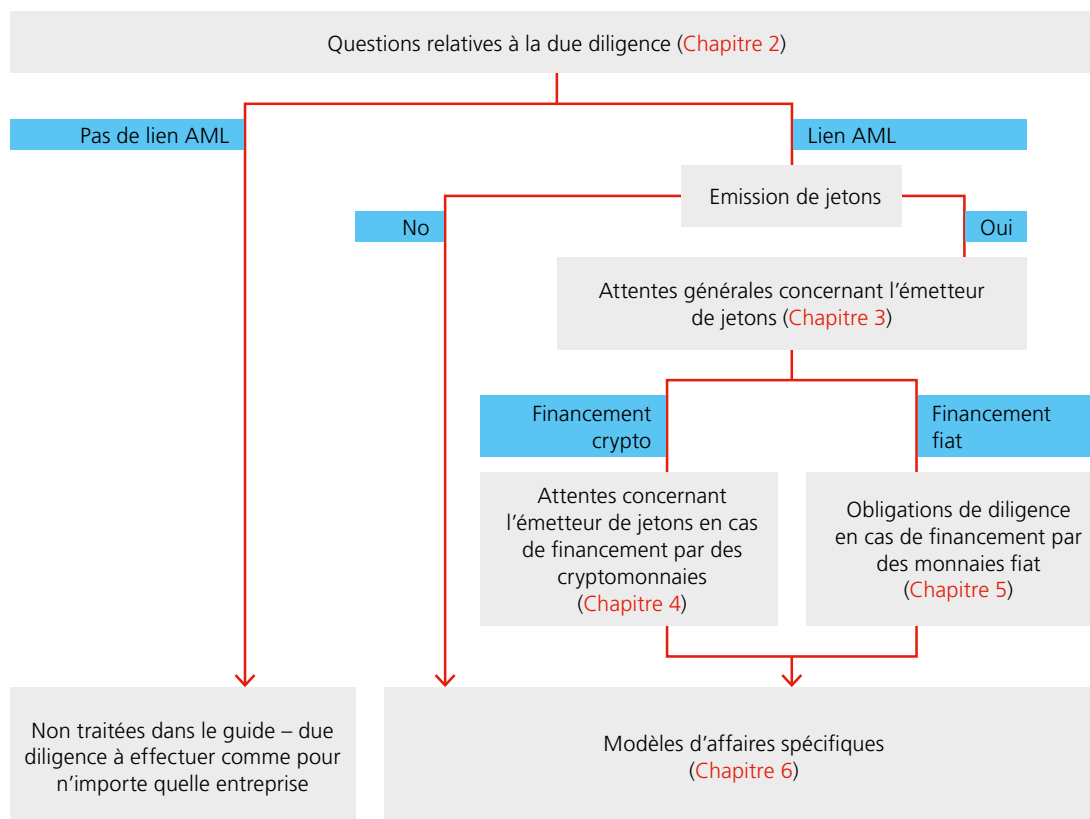 Questions relatives à la due diligence (Chapitre 2)
Pas de lien AML
Lien AML
Emission de jetons
No
Oui
Attentes générales concernant l'émetteur
de jetons (Chapitre 3)
Financement
crypto
Financement
fiat
Attentes concernant
l'émetteur de jetons en cas
de financement par des
cryptomonnaies
(Chapitre 4)
Obligations de diligence
en cas de financement par
des monnaies fiat
(Chapitre 5)
Non traitées dans le guide – due
diligence à effectuer comme pour
n'importe quelle entreprise
Modèles d'affaires spécifiques
(Chapitre 6)